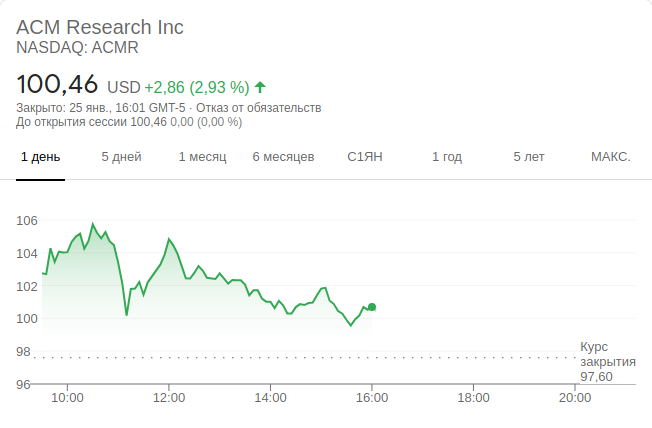 ACM Research Inc
NASDAQ: ACMR
100,46 USD +2,86 (2,93 %)
Закрыто: 25 янв., 16:01 GMT-5 · Отказ от обязательств
До открытия сессии 100,46 0,00 (0,00 %)
1 день 5 дней 1 месяц 6 месяцев С1ЯН 1 год 5 лет МАКС.
106
104
102
100
98
96
Курс
закрытия
97,60
10:00 12:00 14:00 16:00 18:00 20:00